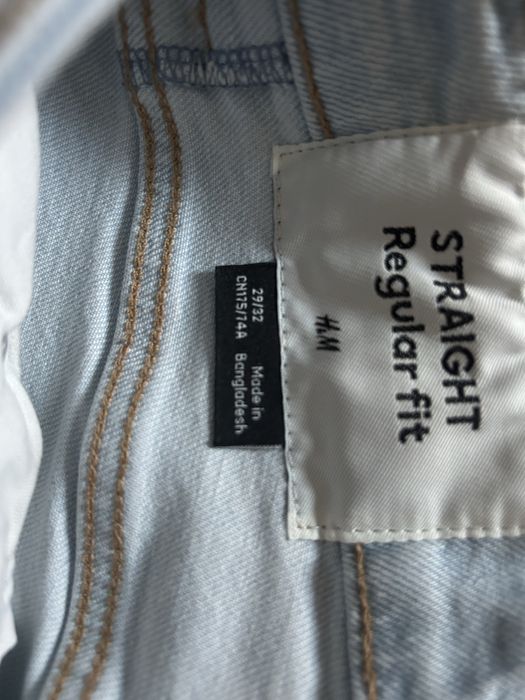 STRAIGHT
Regular fit
H&M
29/32 Made in
CN175/74A Bangladesh